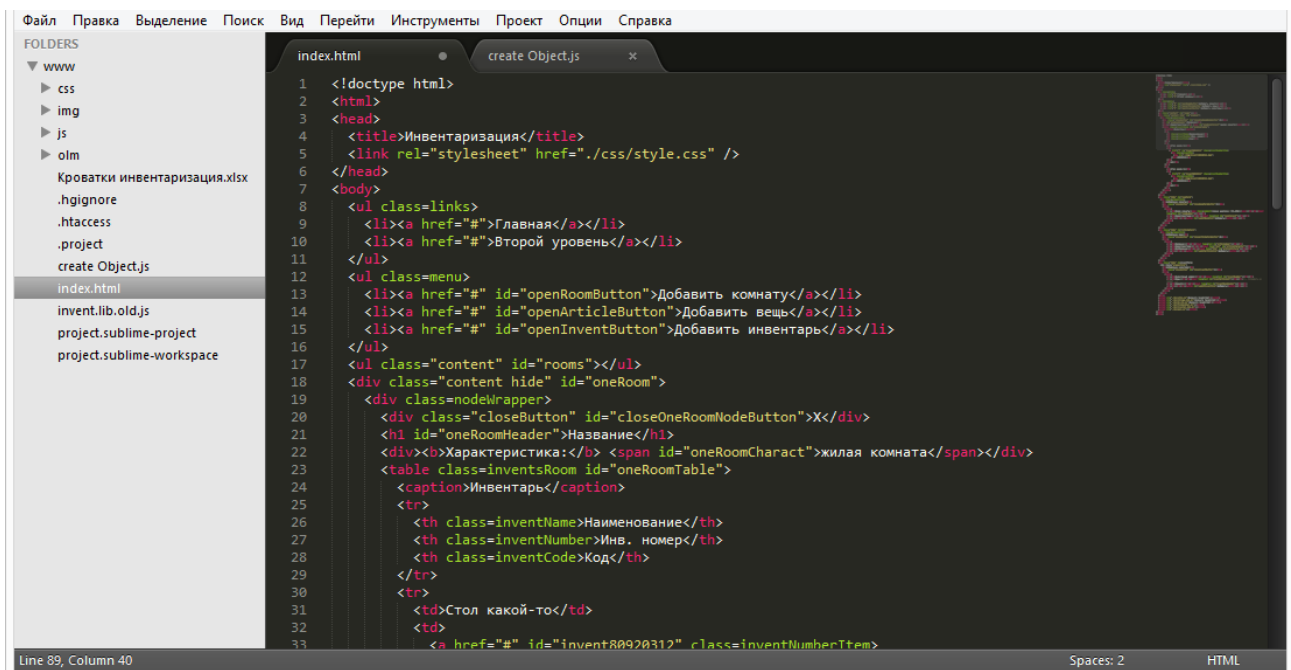 Файл Правка Выделение Поиск Вид Перейти Инструменты Проект Опции Справка
FOLDERS
www
css
img
js
olm
Кроватки инвентаризация.xlsx
.hgignore
.htaccess
.project
create Object.js
index.html
invent.lib.old.js
project.sublime-project
project.sublime-workspace
index.html create Object.js ×
1 <!doctype html>
2 <html>
3 <head>
4 <title>Инвентаризация</title>
5 <link rel="stylesheet" href="./css/style.css" />
6 </head>
7 <body>
8 <ul class=links>
9 <li><a href="#">Главная</a></li>
10 <li><a href="#">Второй уровень</a></li>
11 </ul>
12 <ul class=menu>
13 <li><a href="#" id="openRoomButton">Добавить комнату</a></li>
14 <li><a href="#" id="openArticleButton">Добавить вещь</a></li>
15 <li><a href="#" id="openInventButton">Добавить инвентарь</a></li>
16 </ul>
17 <ul class="content" id="rooms"></ul>
18 <div class="content hide" id="oneRoom">
19 <div class=nodeWrapper>
20 <div class="closeButton" id="closeOneRoomNodeButton">X</div>
21 <h1 id="oneRoomHeader">Название</h1>
22 <div><b>Характеристика:</b> <span id="oneRoomCharact">жилая комната</span></div>
23 <table class=inventsRoom id="oneRoomTable">
24 <caption>Инвентарь</caption>
25 <tr>
26 <th class=inventName>Наименование</th>
27 <th class=inventNumber>Инв. номер</th>
28 <th class=inventCode>Код</th>
29 </tr>
30 <tr>
31 <td>Стол какой-то</td>
32 <td>
33 <a href="#" id="invent80920312" class=inventNumberItem>
Line 89, Column 40 Spaces: 2 HTML